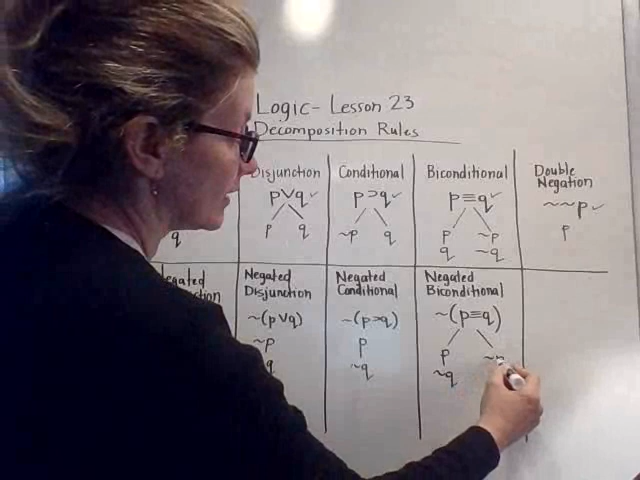 Logic- Lesson 23
Decomposition Rules
Disjunction
p∨q ✓
p q
Conditional
p⊃q ✓
~p q
Biconditional
p≡q ✓
p ~p
q ~q
Double
Negation
~~p ✓
p
q
Negated
Disjunction
~(p∨q)
~p
q
Negated
Conditional
~(p⊃q)
p
~q
Negated
Biconditional
~(p≡q)
p ~p
~q